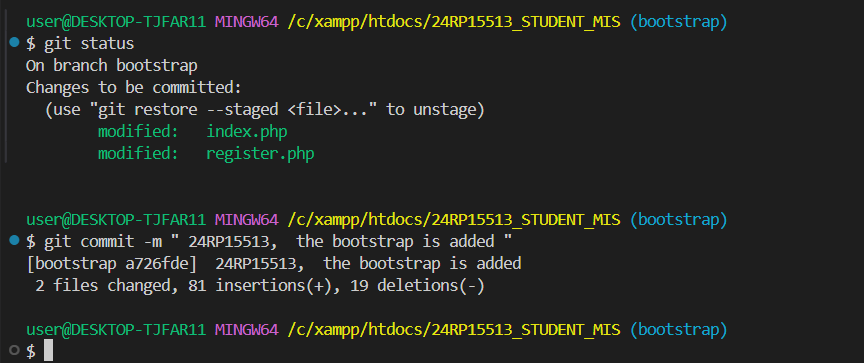 user@DESKTOP-TJFAR11 MINGW64 /c/xampp/htdocs/24RP15513_STUDENT_MIS (bootstrap)
$ git status
On branch bootstrap
Changes to be committed:
  (use "git restore --staged <file>..." to unstage)
        modified:   index.php
        modified:   register.php
user@DESKTOP-TJFAR11 MINGW64 /c/xampp/htdocs/24RP15513_STUDENT_MIS (bootstrap)
$ git commit -m " 24RP15513,  the bootstrap is added "
[bootstrap a726fde]  24RP15513,  the bootstrap is added
 2 files changed, 81 insertions(+), 19 deletions(-)
user@DESKTOP-TJFAR11 MINGW64 /c/xampp/htdocs/24RP15513_STUDENT_MIS (bootstrap)
$